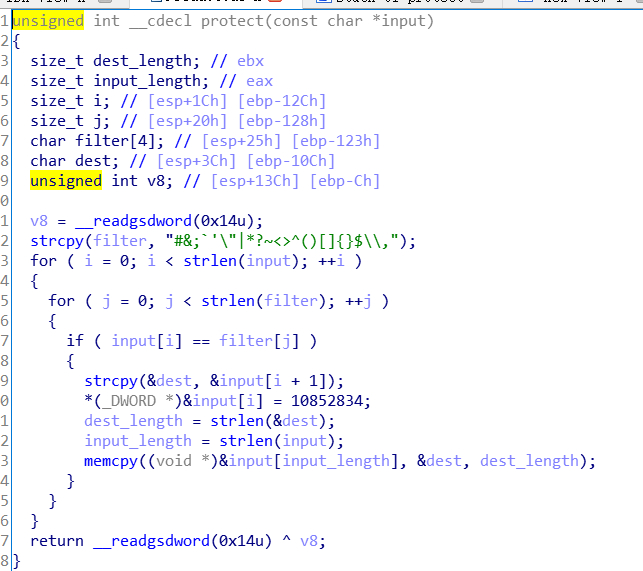 1 unsigned int __cdecl protect(const char *input)
2 {
3 size_t dest_length; // ebx
4 size_t input_length; // eax
5 size_t i; // [esp+1Ch] [ebp-12Ch]
6 size_t j; // [esp+20h] [ebp-128h]
7 char filter[4]; // [esp+25h] [ebp-123h]
8 char dest; // [esp+3Ch] [ebp-10Ch]
9 unsigned int v8; // [esp+13Ch] [ebp-Ch]
0
1 v8 = __readgsdword(0x14u);
2 strcpy(filter, "#&;`'\"|*?~<>^()[]{}$\\,");
3 for ( i = 0; i < strlen(input); ++i )
4 {
5 for ( j = 0; j < strlen(filter); ++j )
6 {
7 if ( input[i] == filter[j] )
8 {
9 strcpy(&dest, &input[i + 1]);
0 *(_DWORD *)&input[i] = 10852834;
1 dest_length = strlen(&dest);
2 input_length = strlen(input);
3 memcpy((void *)&input[input_length], &dest, dest_length);
4 }
5 }
6 }
7 return __readgsdword(0x14u) ^ v8;
8 }